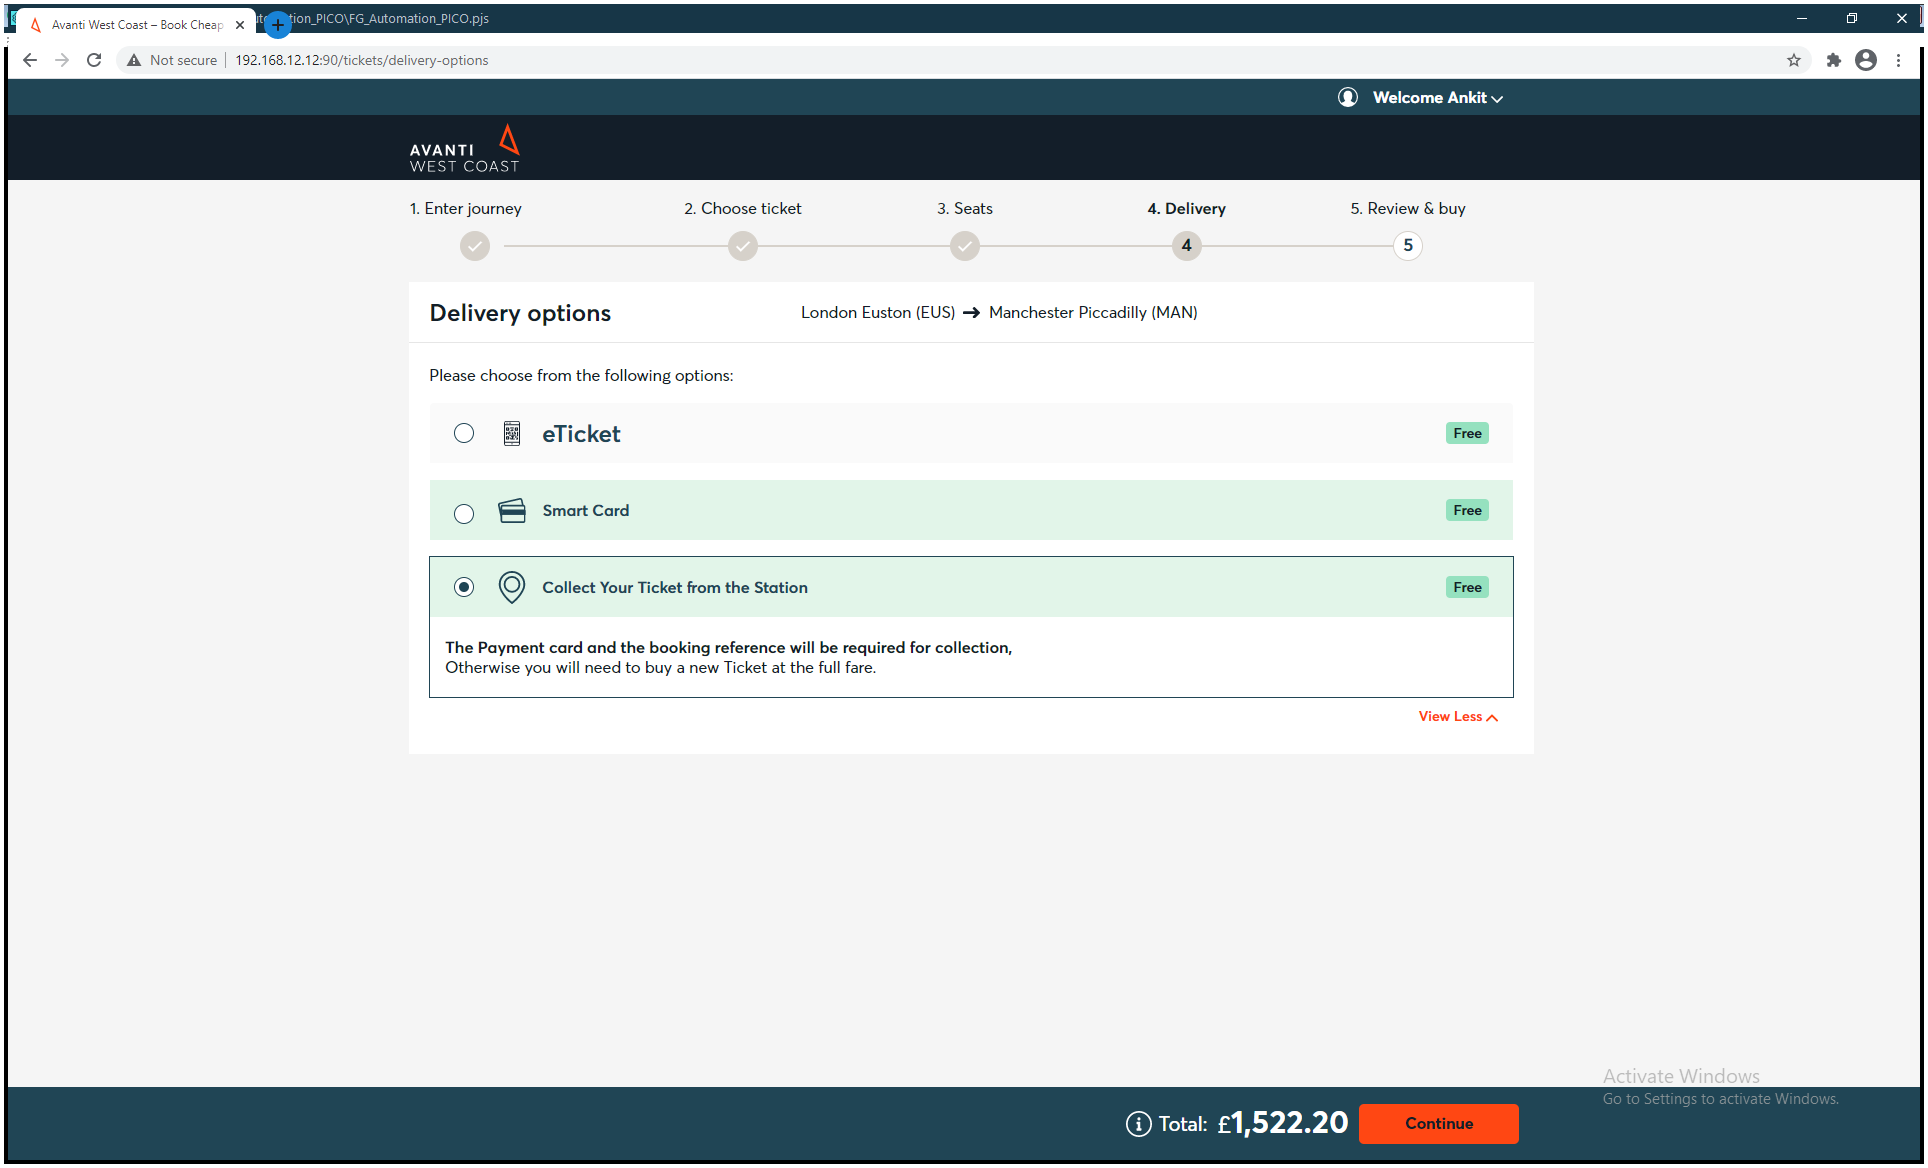 Avanti West Coast – Book Cheap
tion_PICO\FG_Automation_PICO.pjs
Not secure
192.168.12.12:90/tickets/delivery-options
Welcome Ankit
AVANTI
WEST COAST
1. Enter journey
2. Choose ticket
3. Seats
4. Delivery
5. Review & buy
4
5
Delivery options
London Euston (EUS) → Manchester Piccadilly (MAN)
Please choose from the following options:
eTicket
Free
Smart Card
Free
Collect Your Ticket from the Station
Free
The Payment card and the booking reference will be required for collection,
Otherwise you will need to buy a new Ticket at the full fare.
View Less
Activate Windows
Go to Settings to activate Windows.
Total: £1,522.20
Continue